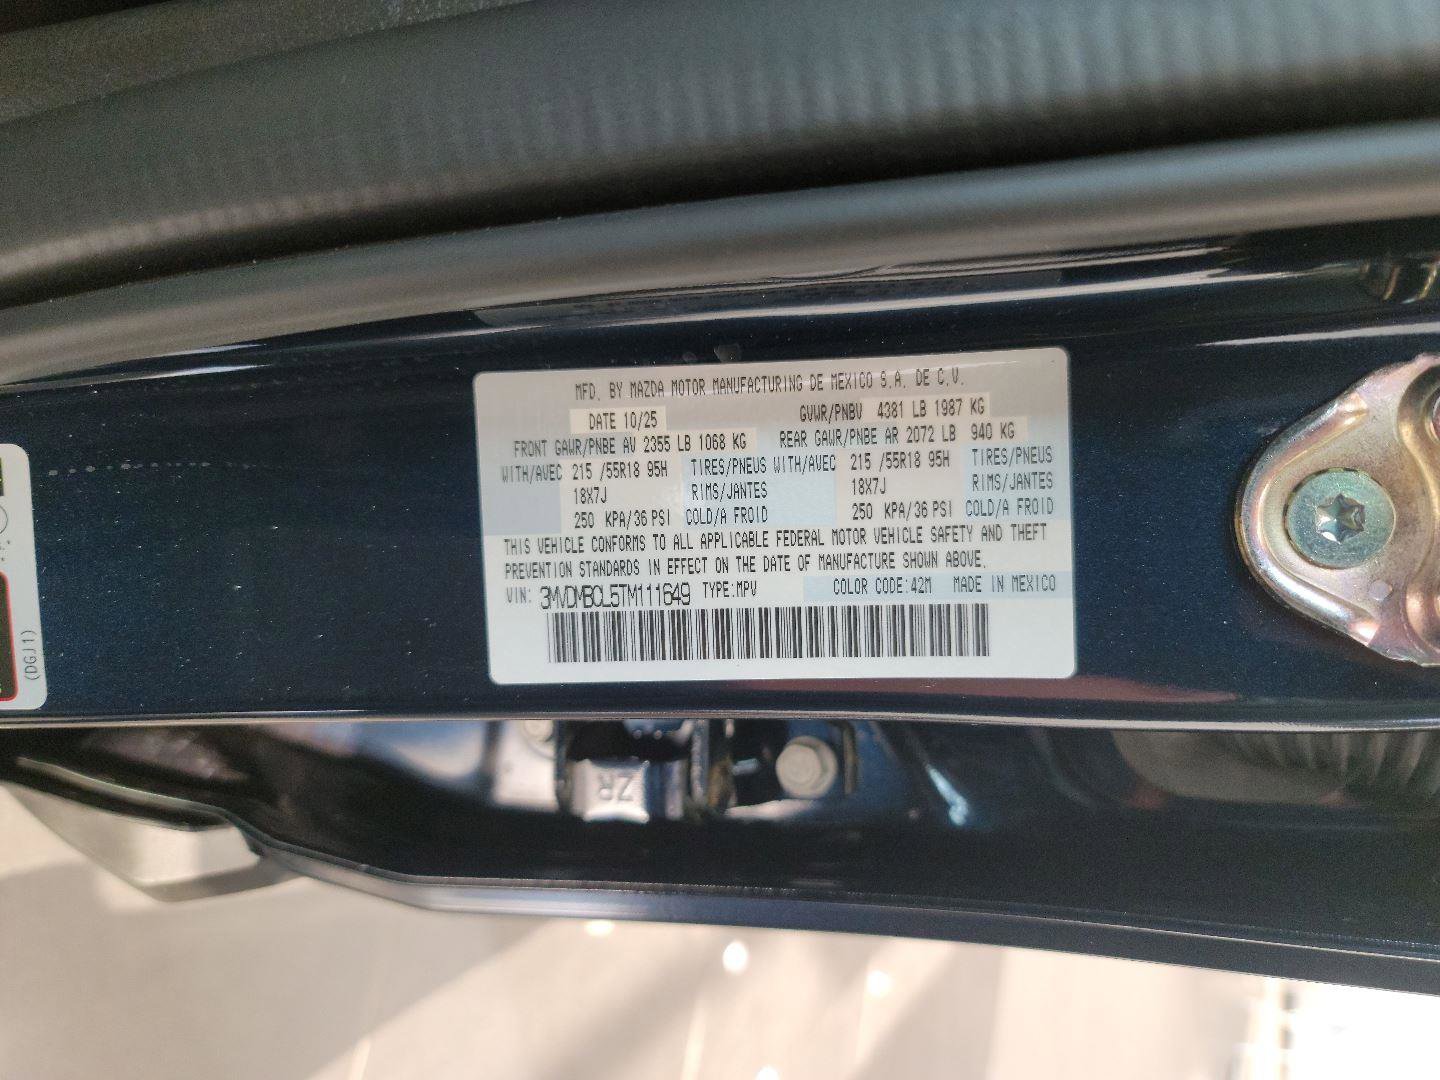 MFD. BY MAZDA MOTOR MANUFACTURING DE MEXICO S.A. DE C.V.
DATE 10/25 GVWR/PNBV 4381 LB 1987 KG
FRONT GAWR/PNBE AV 2355 LB 1068 KG REAR GAWR/PNBE AR 2072 LB 940 KG
WITH/AVEC 215 /55R18 95H TIRES/PNEUS WITH/AVEC 215 /55R18 95H TIRES/PNEUS
18X7J RIMS/JANTES 18X7J RIMS/JANTES
250 KPA/36 PSI COLD/A FROID 250 KPA/36 PSI COLD/A FROID
THIS VEHICLE CONFORMS TO ALL APPLICABLE FEDERAL MOTOR VEHICLE SAFETY AND THEFT
PREVENTION STANDARDS IN EFFECT ON THE DATE OF MANUFACTURE SHOWN ABOVE.
VIN: 3MVDMBCL5TM111649 TYPE:MPV COLOR CODE:42M MADE IN MEXICO
(DGJ1)
ZR